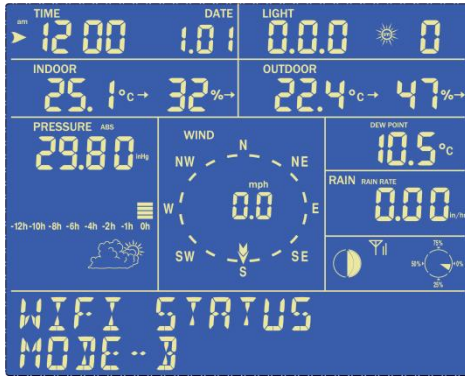 TIME DATE LIGHT
am 12 00 1.01 0.0.0 0
INDOOR OUTDOOR
25.1°C→ 32%→ 22.4°C→ 47%→
PRESSURE ABS
29.80 inHg
-12h-10h -8h -6h -4h -2h -1h 0h
WIND
N
NW NE
mph
W 0.0 E
SW SE
S
DEW POINT
10.5°C
RAIN RAIN RATE
0.00 in/hr
75%
50% 0%
25%
WIFI STATUS
MODE--B